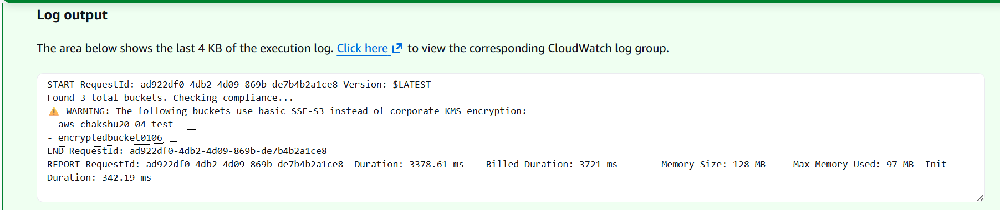 Log output
The area below shows the last 4 KB of the execution log. Click here to view the corresponding CloudWatch log group.
START RequestId: ad922df0-4db2-4d09-869b-de7b4b2a1ce8 Version: $LATEST
Found 3 total buckets. Checking compliance...
⚠️ WARNING: The following buckets use basic SSE-S3 instead of corporate KMS encryption:
- aws-chakshu20-04-test
- encryptedbucket0106
END RequestId: ad922df0-4db2-4d09-869b-de7b4b2a1ce8
REPORT RequestId: ad922df0-4db2-4d09-869b-de7b4b2a1ce8 Duration: 3378.61 ms Billed Duration: 3721 ms Memory Size: 128 MB Max Memory Used: 97 MB Init
Duration: 342.19 ms